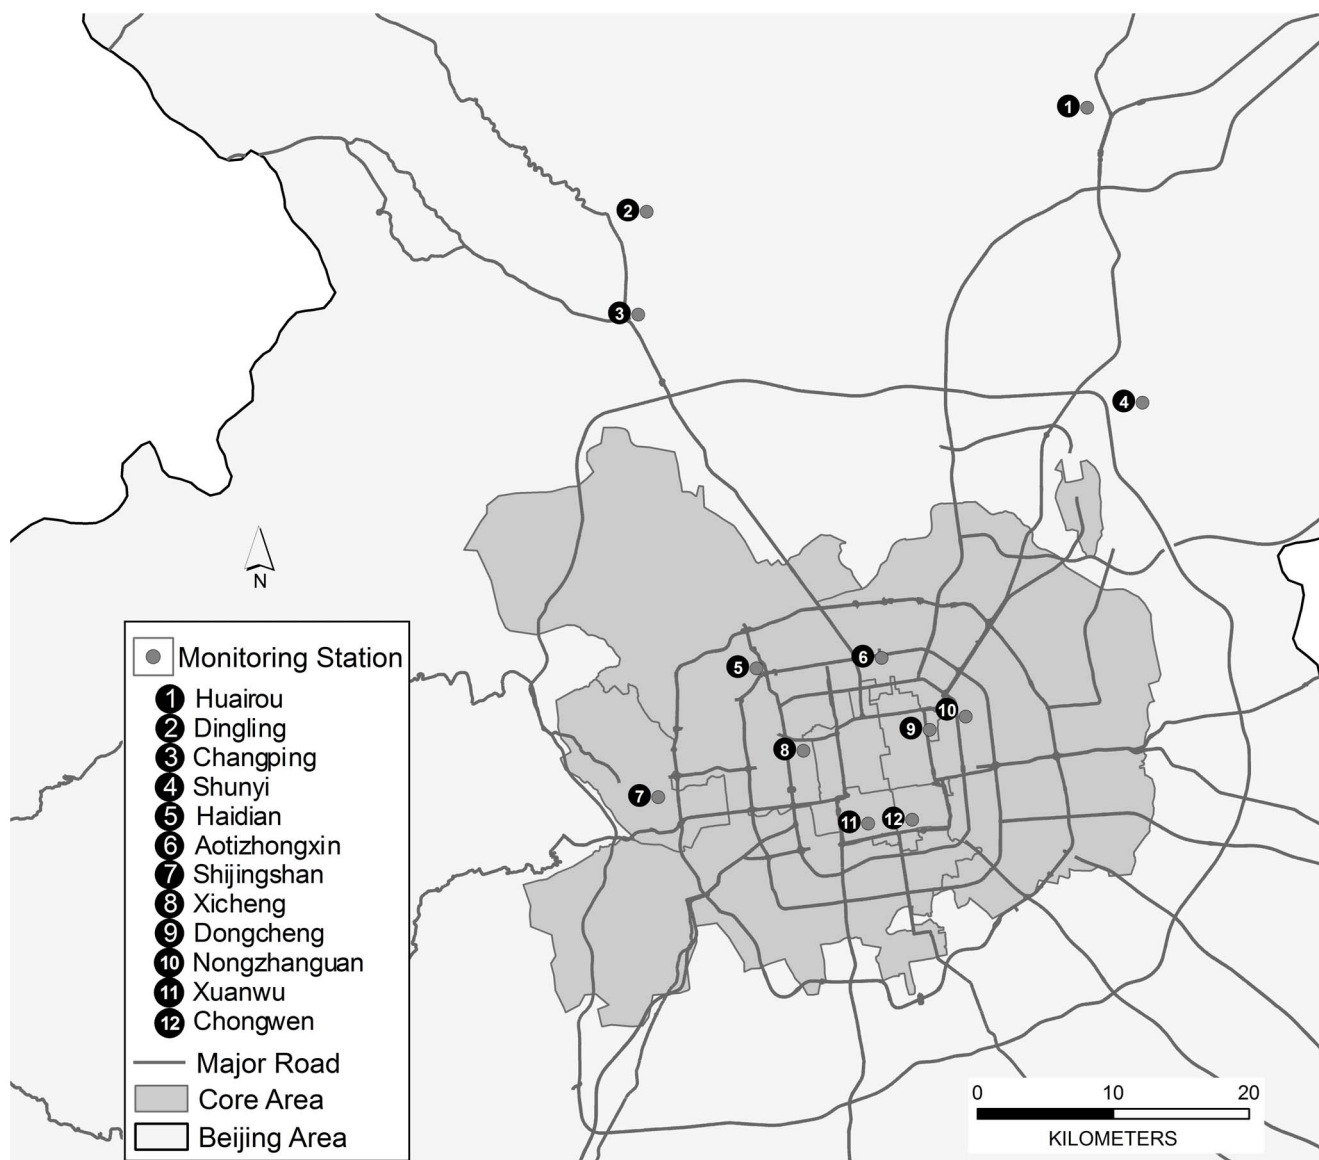 1
2
3
4
N
5
6
7
8
9
10
11
12
Monitoring Station
1 Huairou
2 Dingling
3 Changping
4 Shunyi
5 Haidian
6 Aotizhongxin
7 Shijingshan
8 Xicheng
9 Dongcheng
10 Nongzhanguan
11 Xuanwu
12 Chongwen
Major Road
Core Area
Beijing Area
0 10 20
KILOMETERS